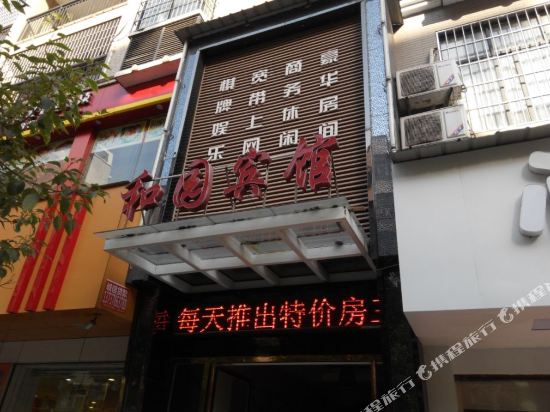 豪华房间
商务休闲
宽带上网
棋牌娱乐
和园宾馆
每天推出特价房
携程旅行